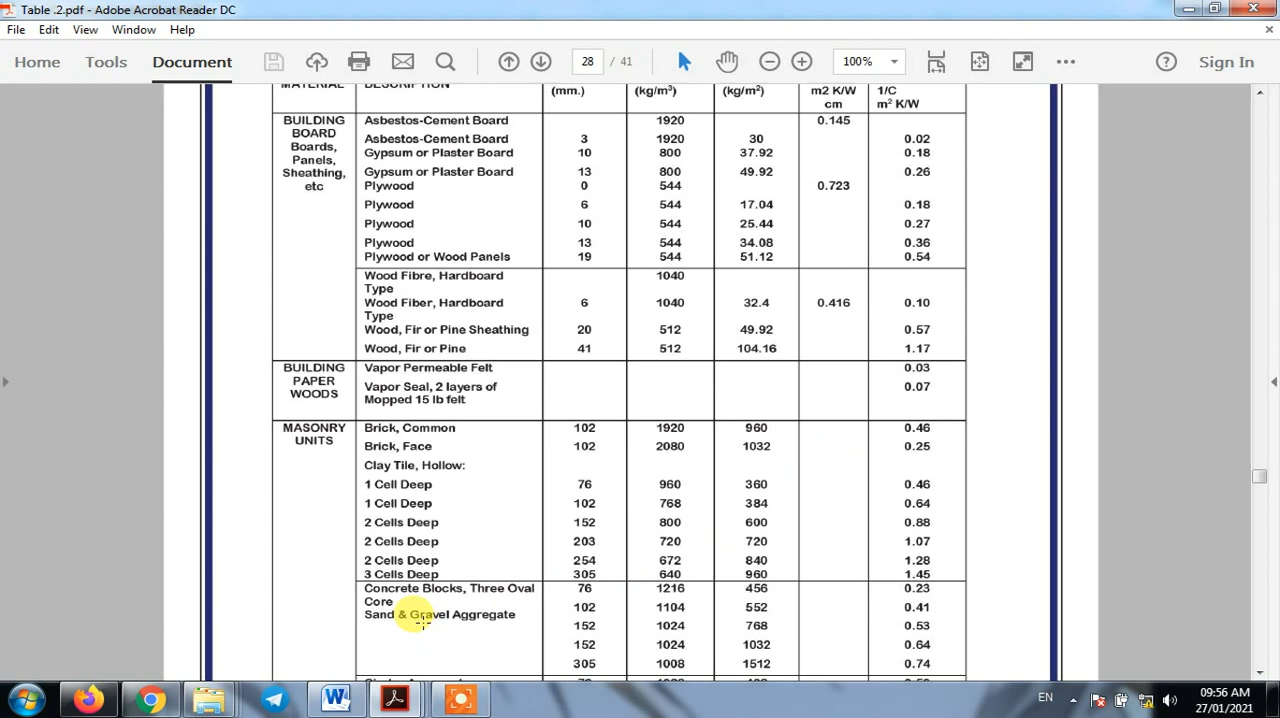 Table .2.pdf - Adobe Acrobat Reader DC
File Edit View Window Help
Home Tools Document 28 / 41 100% Sign In
MATERIAL DESCRIPTION (mm.) (kg/m³) (kg/m²) m2 K/W cm 1/C m² K/W
BUILDING BOARD Boards, Panels, Sheathing, etc
Asbestos-Cement Board 1920 0.145
Asbestos-Cement Board 3 1920 30 0.02
Gypsum or Plaster Board 10 800 37.92 0.18
Gypsum or Plaster Board 13 800 49.92 0.26
Plywood 0 544 0.723
Plywood 6 544 17.04 0.18
Plywood 10 544 25.44 0.27
Plywood 13 544 34.08 0.36
Plywood or Wood Panels 19 544 51.12 0.54
Wood Fibre, Hardboard Type 1040
Wood Fiber, Hardboard Type 6 1040 32.4 0.416 0.10
Wood, Fir or Pine Sheathing 20 512 49.92 0.57
Wood, Fir or Pine 41 512 104.16 1.17
BUILDING PAPER WOODS
Vapor Permeable Felt 0.03
Vapor Seal, 2 layers of Mopped 15 lb felt 0.07
MASONRY UNITS
Brick, Common 102 1920 960 0.46
Brick, Face 102 2080 1032 0.25
Clay Tile, Hollow:
1 Cell Deep 76 960 360 0.46
1 Cell Deep 102 768 384 0.64
2 Cells Deep 152 800 600 0.88
2 Cells Deep 203 720 720 1.07
2 Cells Deep 254 672 840 1.28
3 Cells Deep 305 640 960 1.45
Concrete Blocks, Three Oval Core 76 1216 456 0.23
Sand & Gravel Aggregate 102 1104 552 0.41
152 1024 768 0.53
152 1024 1032 0.64
305 1008 1512 0.74
EN 09:56 AM
27/01/2021